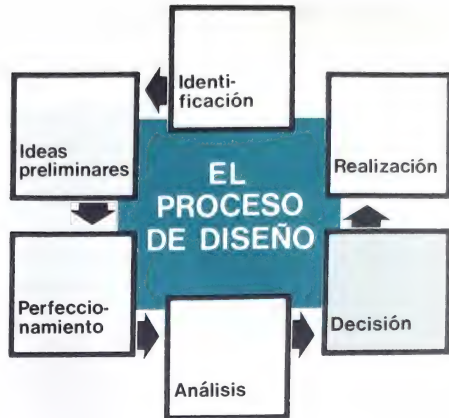 Identi-
ficación
Ideas
preliminares
EL
PROCESO
DE DISEÑO
Realización
Perfeccio-
namiento
Análisis
Decisión